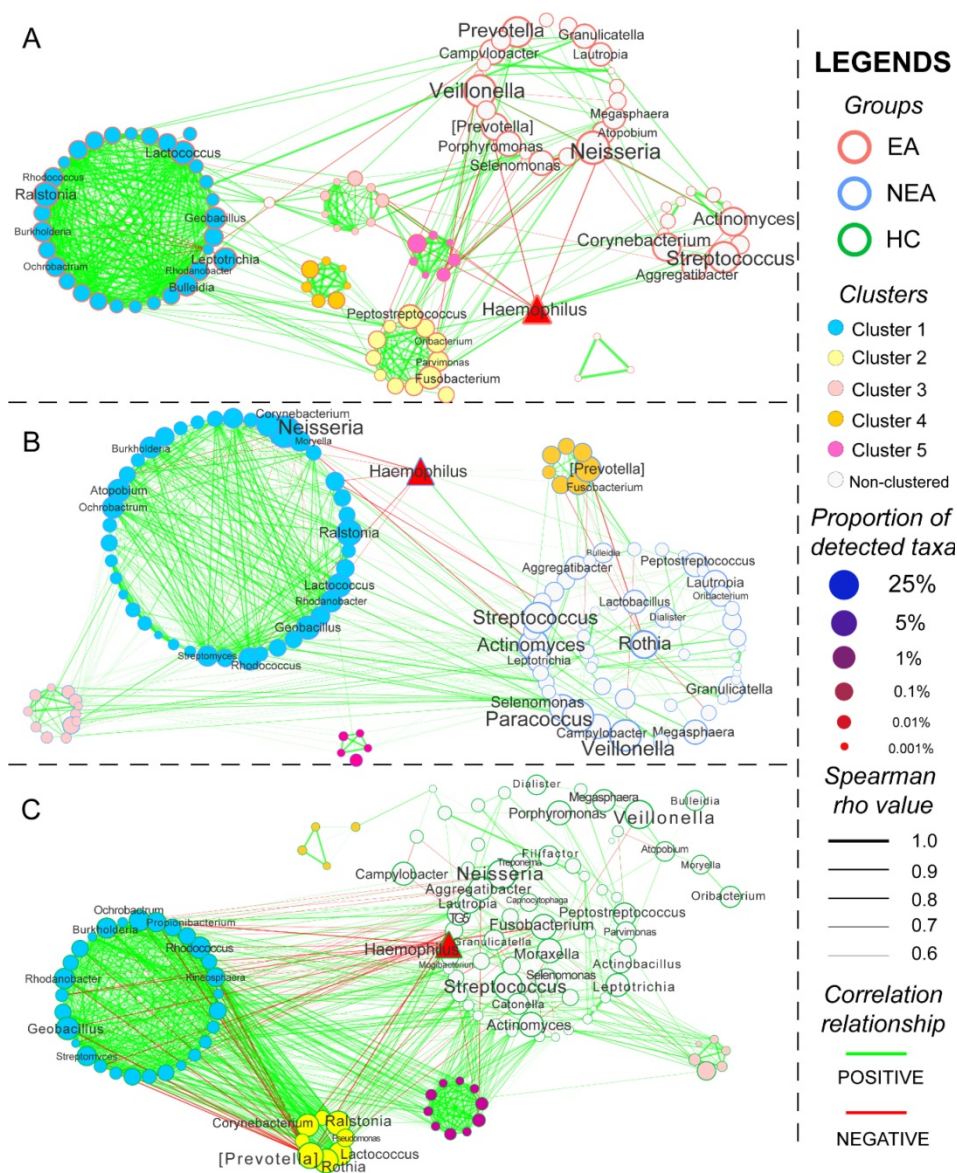 A
Prevotella
Granulicatella
Campylobacter
Lautropia
Veillonella
Megasphaera
[Prevotella]
Atopobium
Porphyromonas
Neisseria
Selenomonas
Lactococcus
Rhodococcus
Ralstonia
Geobacillus
Burkholderia
Leptotrichia
Ochrobactrum
Rhodanobacter
Bulleidia
Actinomyces
Corynebacterium
Streptococcus
Aggregatibacter
Haemophilus
Peptostreptococcus
Oribacterium
Parvimonas
Fusobacterium
B
Corynebacterium
Neisseria
Moryella
Burkholderia
Haemophilus
[Prevotella]
Fusobacterium
Atopobium
Ochrobactrum
Ralstonia
Bulleidia
Peptostreptococcus
Aggregatibacter
Lautropia
Oribacterium
Lactococcus
Rhodanobacter
Lactobacillus
Streptococcus
Dialister
Geobacillus
Actinomyces
Rothia
Leptotrichia
Streptomyces
Rhodococcus
Selenomonas
Granulicatella
Paracoccus
Campylobacter
Megasphaera
Veillonella
C
Dialister
Megasphaera
Bulleidia
Porphyromonas
Veillonella
Filifactor
Atopobium
Treponema
Moryella
Campylobacter
Neisseria
Aggregatibacter
Oribacterium
Capnocytophaga
Lautropia
Peptostreptococcus
TG5
Fusobacterium
Parvimonas
Ochrobactrum
Propionibacterium
Burkholderia
Granulicatella
Rhodococcus
Haemophilus
Moraxella
Mogibacterium
Actinobacillus
Rhodanobacter
Kineosphaera
Selenomonas
Streptococcus
Leptotrichia
Catonella
Geobacillus
Actinomyces
Streptomyces
Corynebacterium
Ralstonia
Pseudomonas
Lactococcus
[Prevotella]
Rothia
LEGENDS
Groups
EA
NEA
HC
Clusters
Cluster 1
Cluster 2
Cluster 3
Cluster 4
Cluster 5
Non-clustered
Proportion of
detected taxa
25%
5%
1%
0.1%
0.01%
0.001%
Spearman
rho value
1.0
0.9
0.8
0.7
0.6
Correlation
relationship
POSITIVE
NEGATIVE